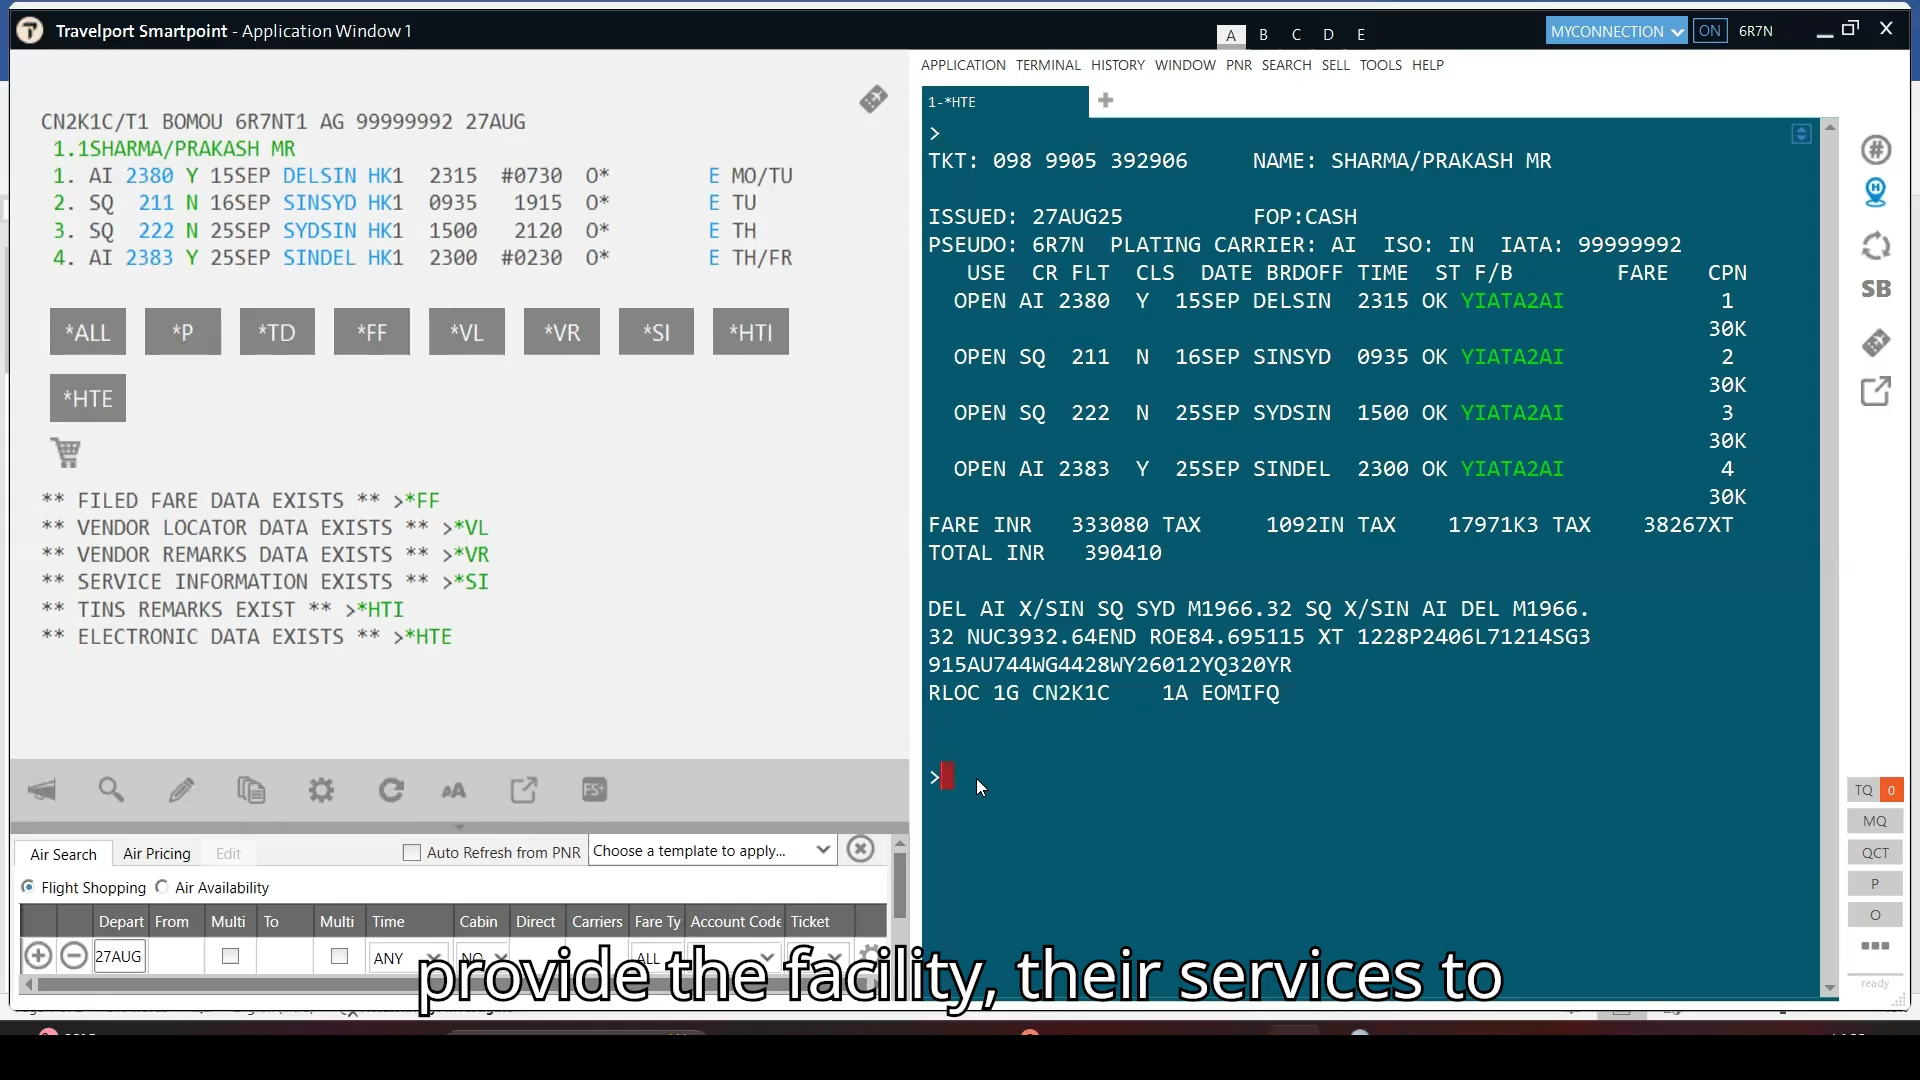 Travelport Smartpoint - Application Window 1
A B C D E
MYCONNECTION ON 6R7N
APPLICATION TERMINAL HISTORY WINDOW PNR SEARCH SELL TOOLS HELP
CN2K1C/T1 BOMOU 6R7NT1 AG 99999992 27AUG
1.1SHARMA/PRAKASH MR
1. AI 2380 Y 15SEP DELSIN HK1 2315 #0730 O* E MO/TU
2. SQ 211 N 16SEP SINSYD HK1 0935 1915 O* E TU
3. SQ 222 N 25SEP SYDSIN HK1 1500 2120 O* E TH
4. AI 2383 Y 25SEP SINDEL HK1 2300 #0230 O* E TH/FR
*ALL *P *TD *FF *VL *VR *SI *HTI
*HTE
** FILED FARE DATA EXISTS ** >*FF
** VENDOR LOCATOR DATA EXISTS ** >*VL
** VENDOR REMARKS DATA EXISTS ** >*VR
** SERVICE INFORMATION EXISTS ** >*SI
** TINS REMARKS EXIST ** >*HTI
** ELECTRONIC DATA EXISTS ** >*HTE
AA
FS+
Air Search Air Pricing Edit Auto Refresh from PNR Choose a template to apply...
Flight Shopping Air Availability
Depart From Multi To Multi Time Cabin Direct Carriers Fare Ty Account Code Ticket
27AUG ANY NO ALL
1-*HTE
>
TKT: 098 9905 392906 NAME: SHARMA/PRAKASH MR
ISSUED: 27AUG25 FOP:CASH
PSEUDO: 6R7N PLATING CARRIER: AI ISO: IN IATA: 99999992
USE CR FLT CLS DATE BRDOFF TIME ST F/B FARE CPN
OPEN AI 2380 Y 15SEP DELSIN 2315 OK YIATA2AI 1
30K
OPEN SQ 211 N 16SEP SINSYD 0935 OK YIATA2AI 2
30K
OPEN SQ 222 N 25SEP SYDSIN 1500 OK YIATA2AI 3
30K
OPEN AI 2383 Y 25SEP SINDEL 2300 OK YIATA2AI 4
30K
FARE INR 333080 TAX 1092IN TAX 17971K3 TAX 38267XT
TOTAL INR 390410
DEL AI X/SIN SQ SYD M1966.32 SQ X/SIN AI DEL M1966.
32 NUC3932.64END ROE84.695115 XT 1228P2406L71214SG3
915AU744WG4428WY26012YQ320YR
RLOC 1G CN2K1C 1A EOMIFQ
>
#
H
SB
TQ 0
MQ
QCT
P
O
ready
provide the facility, their services to